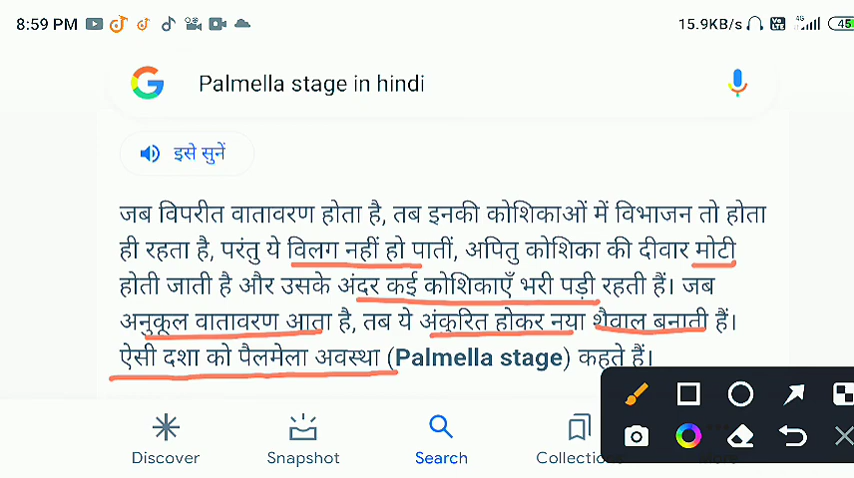 8:59 PM 15.9KB/s 4G 45
Palmella stage in hindi
इसे सुनें
जब विपरीत वातावरण होता है, तब इनकी कोशिकाओं में विभाजन तो होता
ही रहता है, परंतु ये विलग नहीं हो पातीं, अपितु कोशिका की दीवार मोटी
होती जाती है और उसके अंदर कई कोशिकाएँ भरी पड़ी रहती हैं। जब
अनुकूल वातावरण आता है, तब ये अंकुरित होकर नया शैवाल बनाती हैं।
ऐसी दशा को पैलमेला अवस्था (Palmella stage) कहते हैं।
Discover Snapshot Search